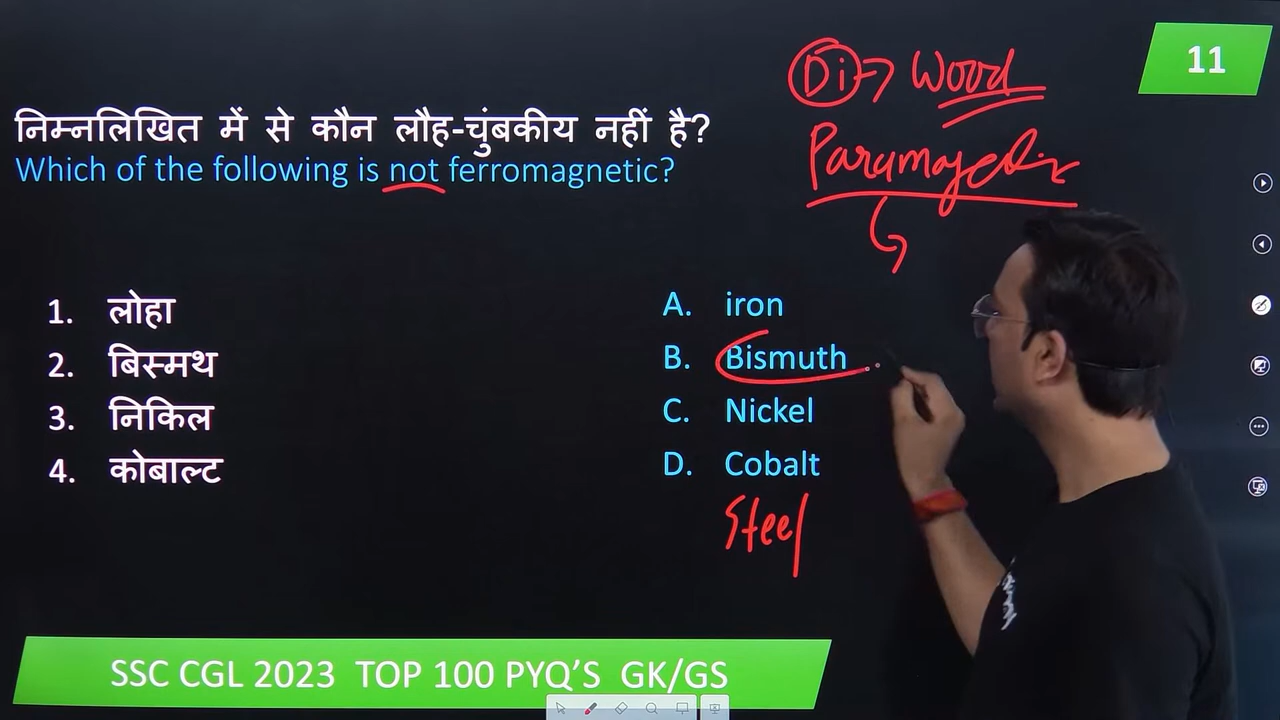 11
Di → Wood
निम्नलिखित में से कौन लौह-चुंबकीय नहीं है?
Which of the following is not ferromagnetic?
1. लोहा
2. बिस्मथ
3. निकिल
4. कोबाल्ट
A. iron
B. Bismuth
C. Nickel
D. Cobalt
Steel
SSC CGL 2023 TOP 100 PYQ'S GK/GS